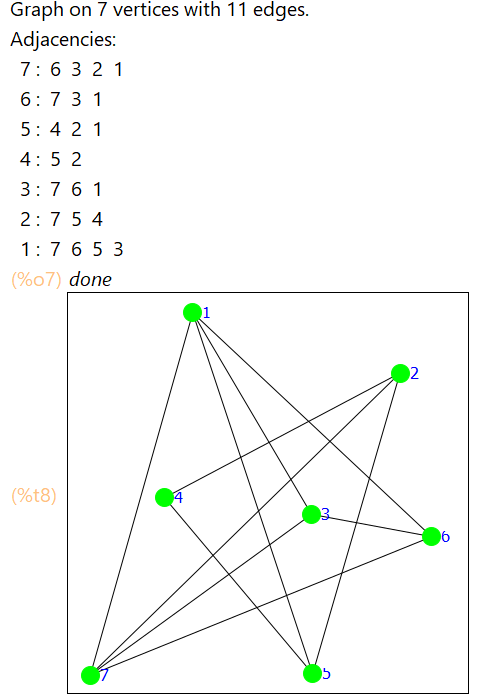 Graph on 7 vertices with 11 edges.
Adjacencies:
7 : 6 3 2 1
6 : 7 3 1
5 : 4 2 1
4 : 5 2
3 : 7 6 1
2 : 7 5 4
1 : 7 6 5 3
(%o7) done
1
2
(%t8)
4
3
6
7
5